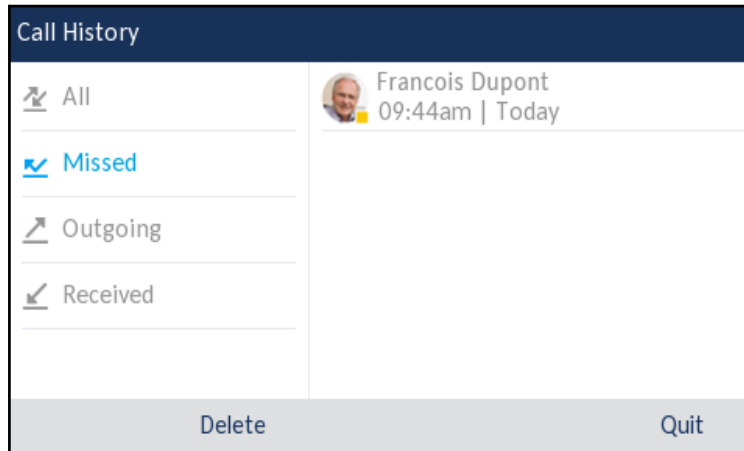 Call History
All
Missed
Outgoing
Received
Francois Dupont
09:44am | Today
Delete
Quit